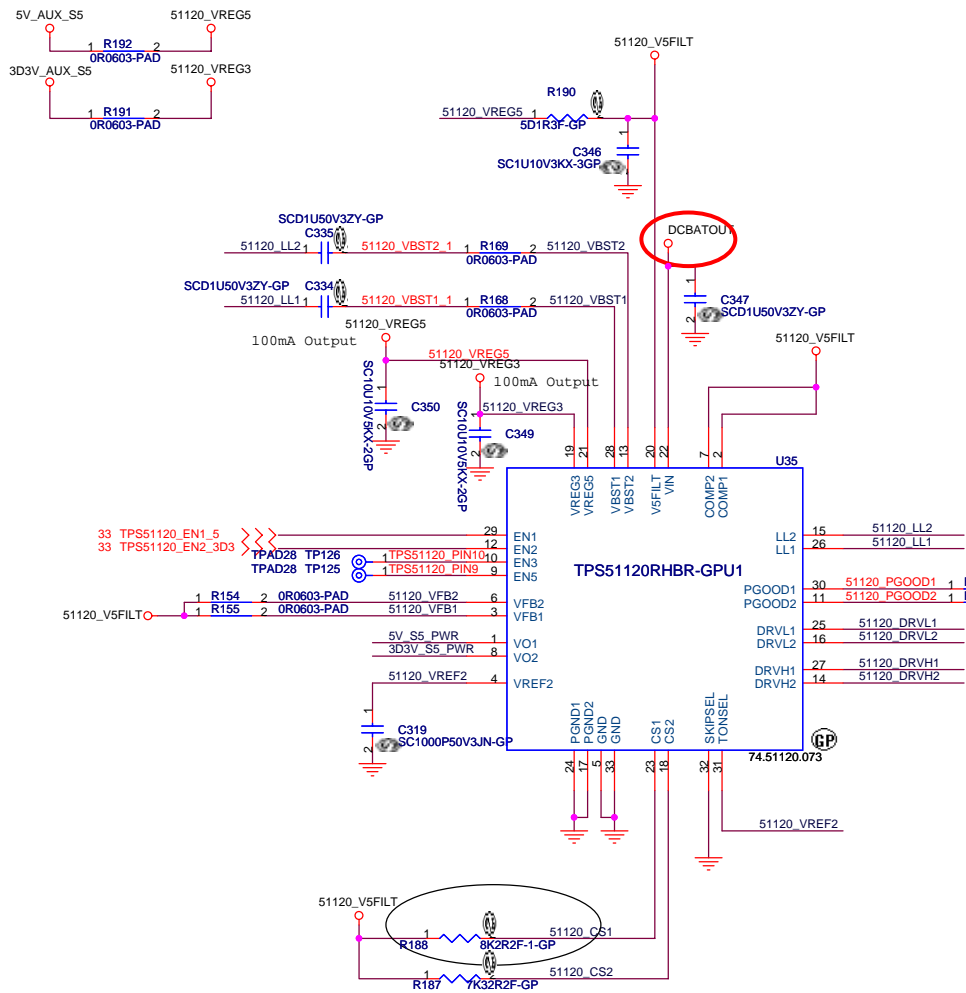 5V_AUX_S5
51120_VREG5
1 R192 2
0R0603-PAD
3D3V_AUX_S5
51120_VREG3
1 R191 2
0R0603-PAD
51120_V5FILT
R190
51120_VREG5 1
5D1R3F-GP
1
C346
SC1U10V3KX-3GP
SCD1U50V3ZY-GP
C335
51120_LL2 1
51120_VBST2_1 1 R169 2 51120_VBST2
0R0603-PAD
DCBATOUT
SCD1U50V3ZY-GP
C334
51120_LL1 1
51120_VBST1_1 1 R168 2 51120_VBST1
0R0603-PAD
1
C347
2 SCD1U50V3ZY-GP
51120_VREG5
100mA Output
51120_VREG5
51120_VREG3
100mA Output
51120_V5FILT
1
C350
2
SC10U10V5KX-2GP
51120_VREG3
1
C349
2
SC10U10V5KX-2GP
19 21 28 13 20 22 7 2
U35
VREG3 VREG5 VBST1 VBST2 V5FILT VIN COMP2 COMP1
33 TPS51120_EN1_5
29 EN1
33 TPS51120_EN2_3D3
12 EN2
TPAD28 TP126 1 TPS51120_PIN10 10 EN3
TPAD28 TP125 1 TPS51120_PIN9 9 EN5
LL2 15 51120_LL2
LL1 26 51120_LL1
TPS51120RHBR-GPU1
PGOOD1 30 51120_PGOOD1
PGOOD2 11 51120_PGOOD2
51120_V5FILT
1 R154 2 0R0603-PAD 51120_VFB2 6 VFB2
1 R155 2 0R0603-PAD 51120_VFB1 3 VFB1
DRVL1 25 51120_DRVL1
DRVL2 16 51120_DRVL2
5V_S5_PWR 1 VO1
3D3V_S5_PWR 8 VO2
DRVH1 27 51120_DRVH1
DRVH2 14 51120_DRVH2
51120_VREF2 4 VREF2
1
C319
2 SC1000P50V3JN-GP
PGND1 PGND2 GND GND CS1 CS2 SKIPSEL TONSEL
GP
74.51120.073
24 17 5 33 23 18 32 31
51120_VREF2
51120_V5FILT
1 51120_CS1
R188 8K2R2F-1-GP
1 51120_CS2
R187 7K32R2F-GP